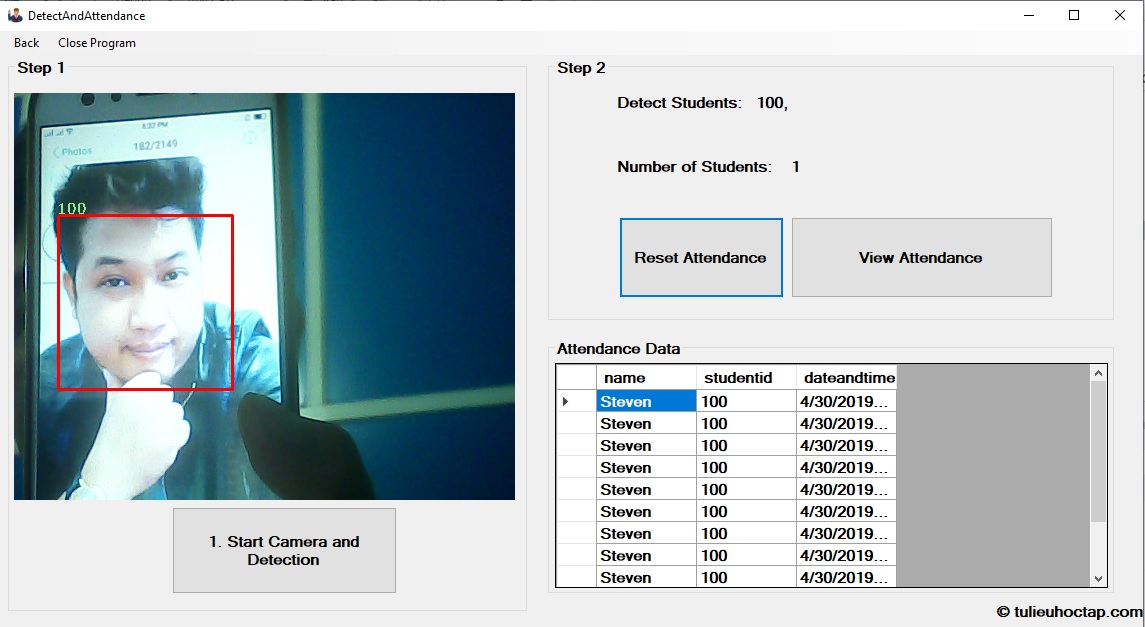 DetectAndAttendance
Back Close Program
Step 1
6:32 PM
Photos
182/2149
100
1. Start Camera and
Detection
Step 2
Detect Students: 100,
Number of Students: 1
Reset Attendance
View Attendance
Attendance Data
name studentid dateandtime
Steven 100 4/30/2019...
Steven 100 4/30/2019...
Steven 100 4/30/2019...
Steven 100 4/30/2019...
Steven 100 4/30/2019...
Steven 100 4/30/2019...
Steven 100 4/30/2019...
Steven 100 4/30/2019...
Steven 100 4/30/2019...
© tulieuhoctap.com